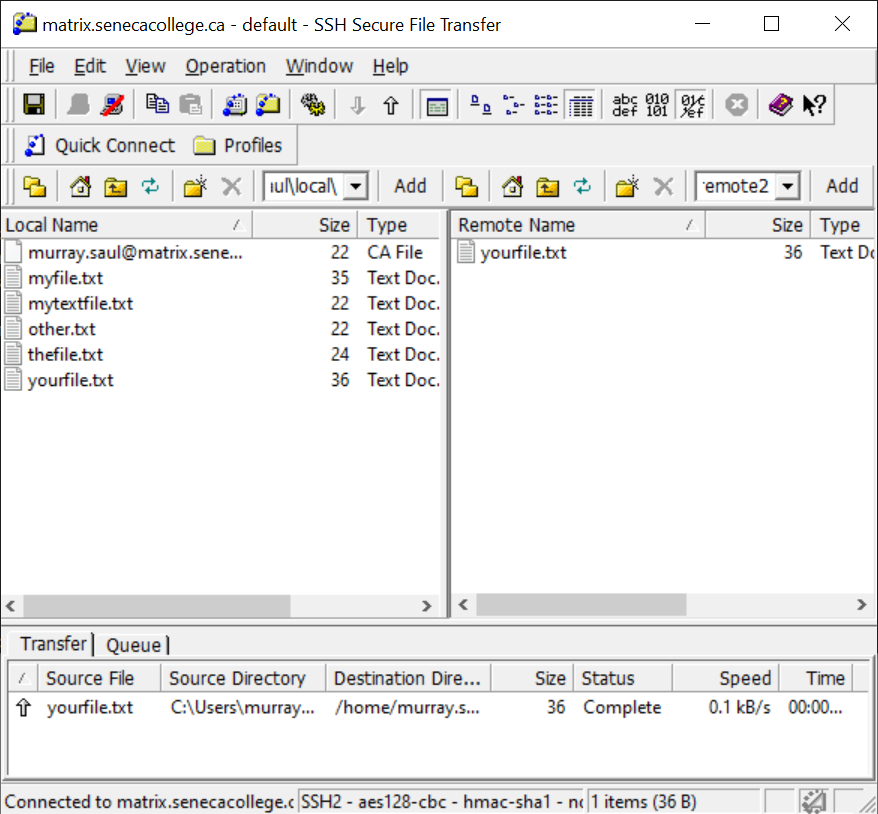 matrix.senecacollege.ca - default - SSH Secure File Transfer
File Edit View Operation Window Help
abc def 010 101
Quick Connect Profiles
ıul\local\ Add emote2 Add
Local Name Size Type
murray.saul@matrix.sene... 22 CA File
myfile.txt 35 Text Doc.
mytextfile.txt 22 Text Doc.
other.txt 22 Text Doc.
thefile.txt 24 Text Doc.
yourfile.txt 36 Text Doc.
Remote Name Size Type
yourfile.txt 36 Text Do
Transfer Queue
Source File Source Directory Destination Dire... Size Status Speed Time
yourfile.txt C:\Users\murray... /home/murray.s... 36 Complete 0.1 kB/s 00:00...
Connected to matrix.senecacollege.c SSH2 - aes128-cbc - hmac-sha1 - nc 1 items (36 B)